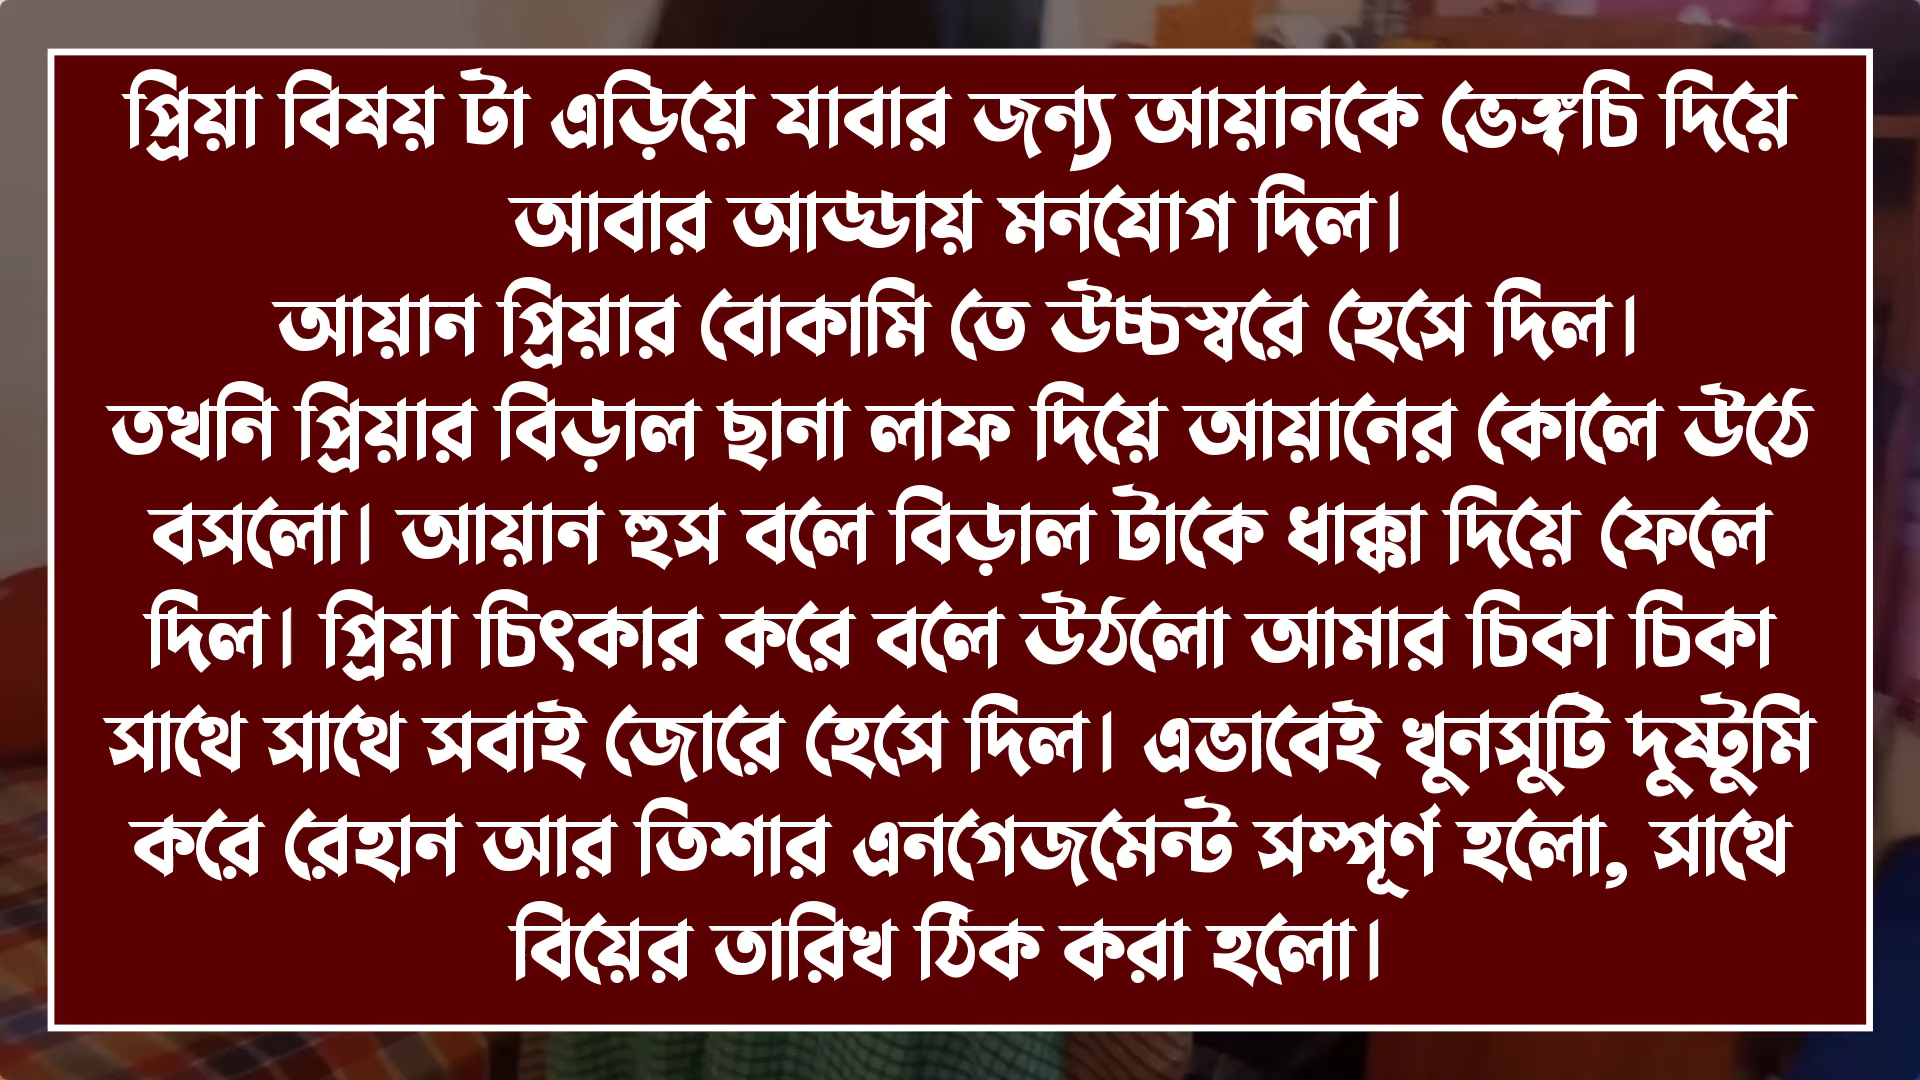 প্রিয়া বিষয় টা এড়িয়ে যাবার জন্য আয়ানকে ভেঙ্গচি দিয়ে
আবার আড্ডায় মনযোগ দিল।
আয়ান প্রিয়ার বোকামি তে উচ্চস্বরে হেসে দিল।
তখনি প্রিয়ার বিড়াল ছানা লাফ দিয়ে আয়ানের কোলে উঠে
বসলো। আয়ান হুস বলে বিড়াল টাকে ধাক্কা দিয়ে ফেলে
দিল। প্রিয়া চিৎকার করে বলে উঠলো আমার চিকা চিকা
সাথে সাথে সবাই জোরে হেসে দিল। এভাবেই খুনসুটি দুষ্টুমি
করে রেহান আর তিশার এনগেজমেন্ট সম্পূর্ণ হলো, সাথে
বিয়ের তারিখ ঠিক করা হলো।